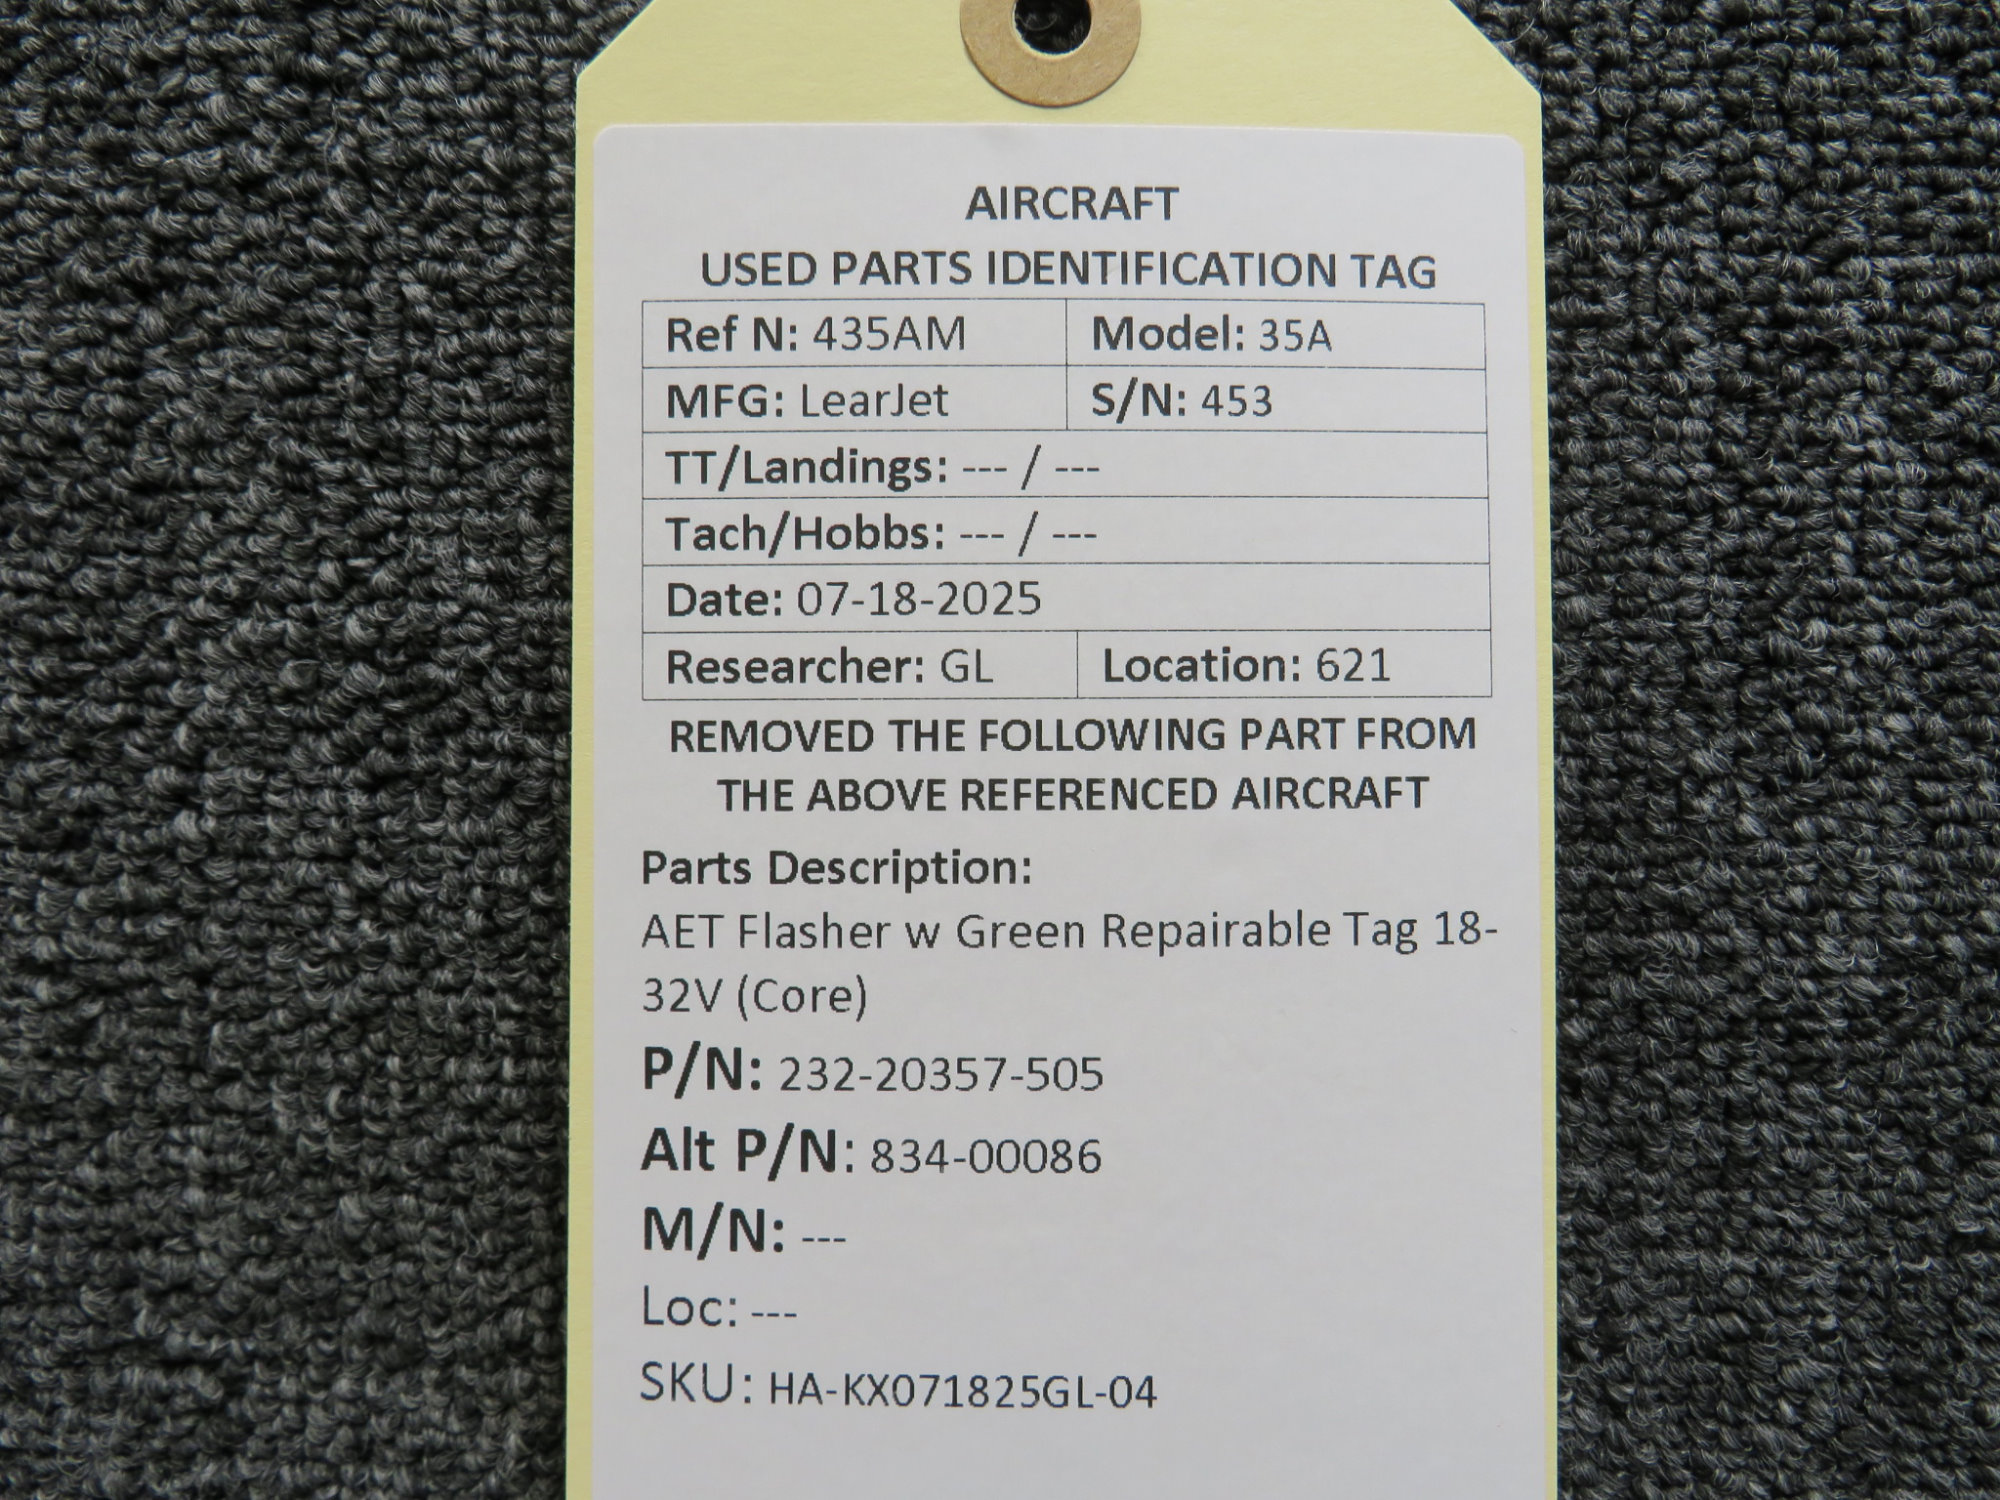 AIRCRAFT
USED PARTS IDENTIFICATION TAG
Ref N: 435AM Model: 35A
MFG: LearJet S/N: 453
TT/Landings: --- / ---
Tach/Hobbs: --- / ---
Date: 07-18-2025
Researcher: GL Location: 621
REMOVED THE FOLLOWING PART FROM
THE ABOVE REFERENCED AIRCRAFT
Parts Description:
AET Flasher w Green Repairable Tag 18-
32V (Core)
P/N: 232-20357-505
Alt P/N: 834-00086
M/N: ---
Loc: ---
SKU: HA-KX071825GL-04